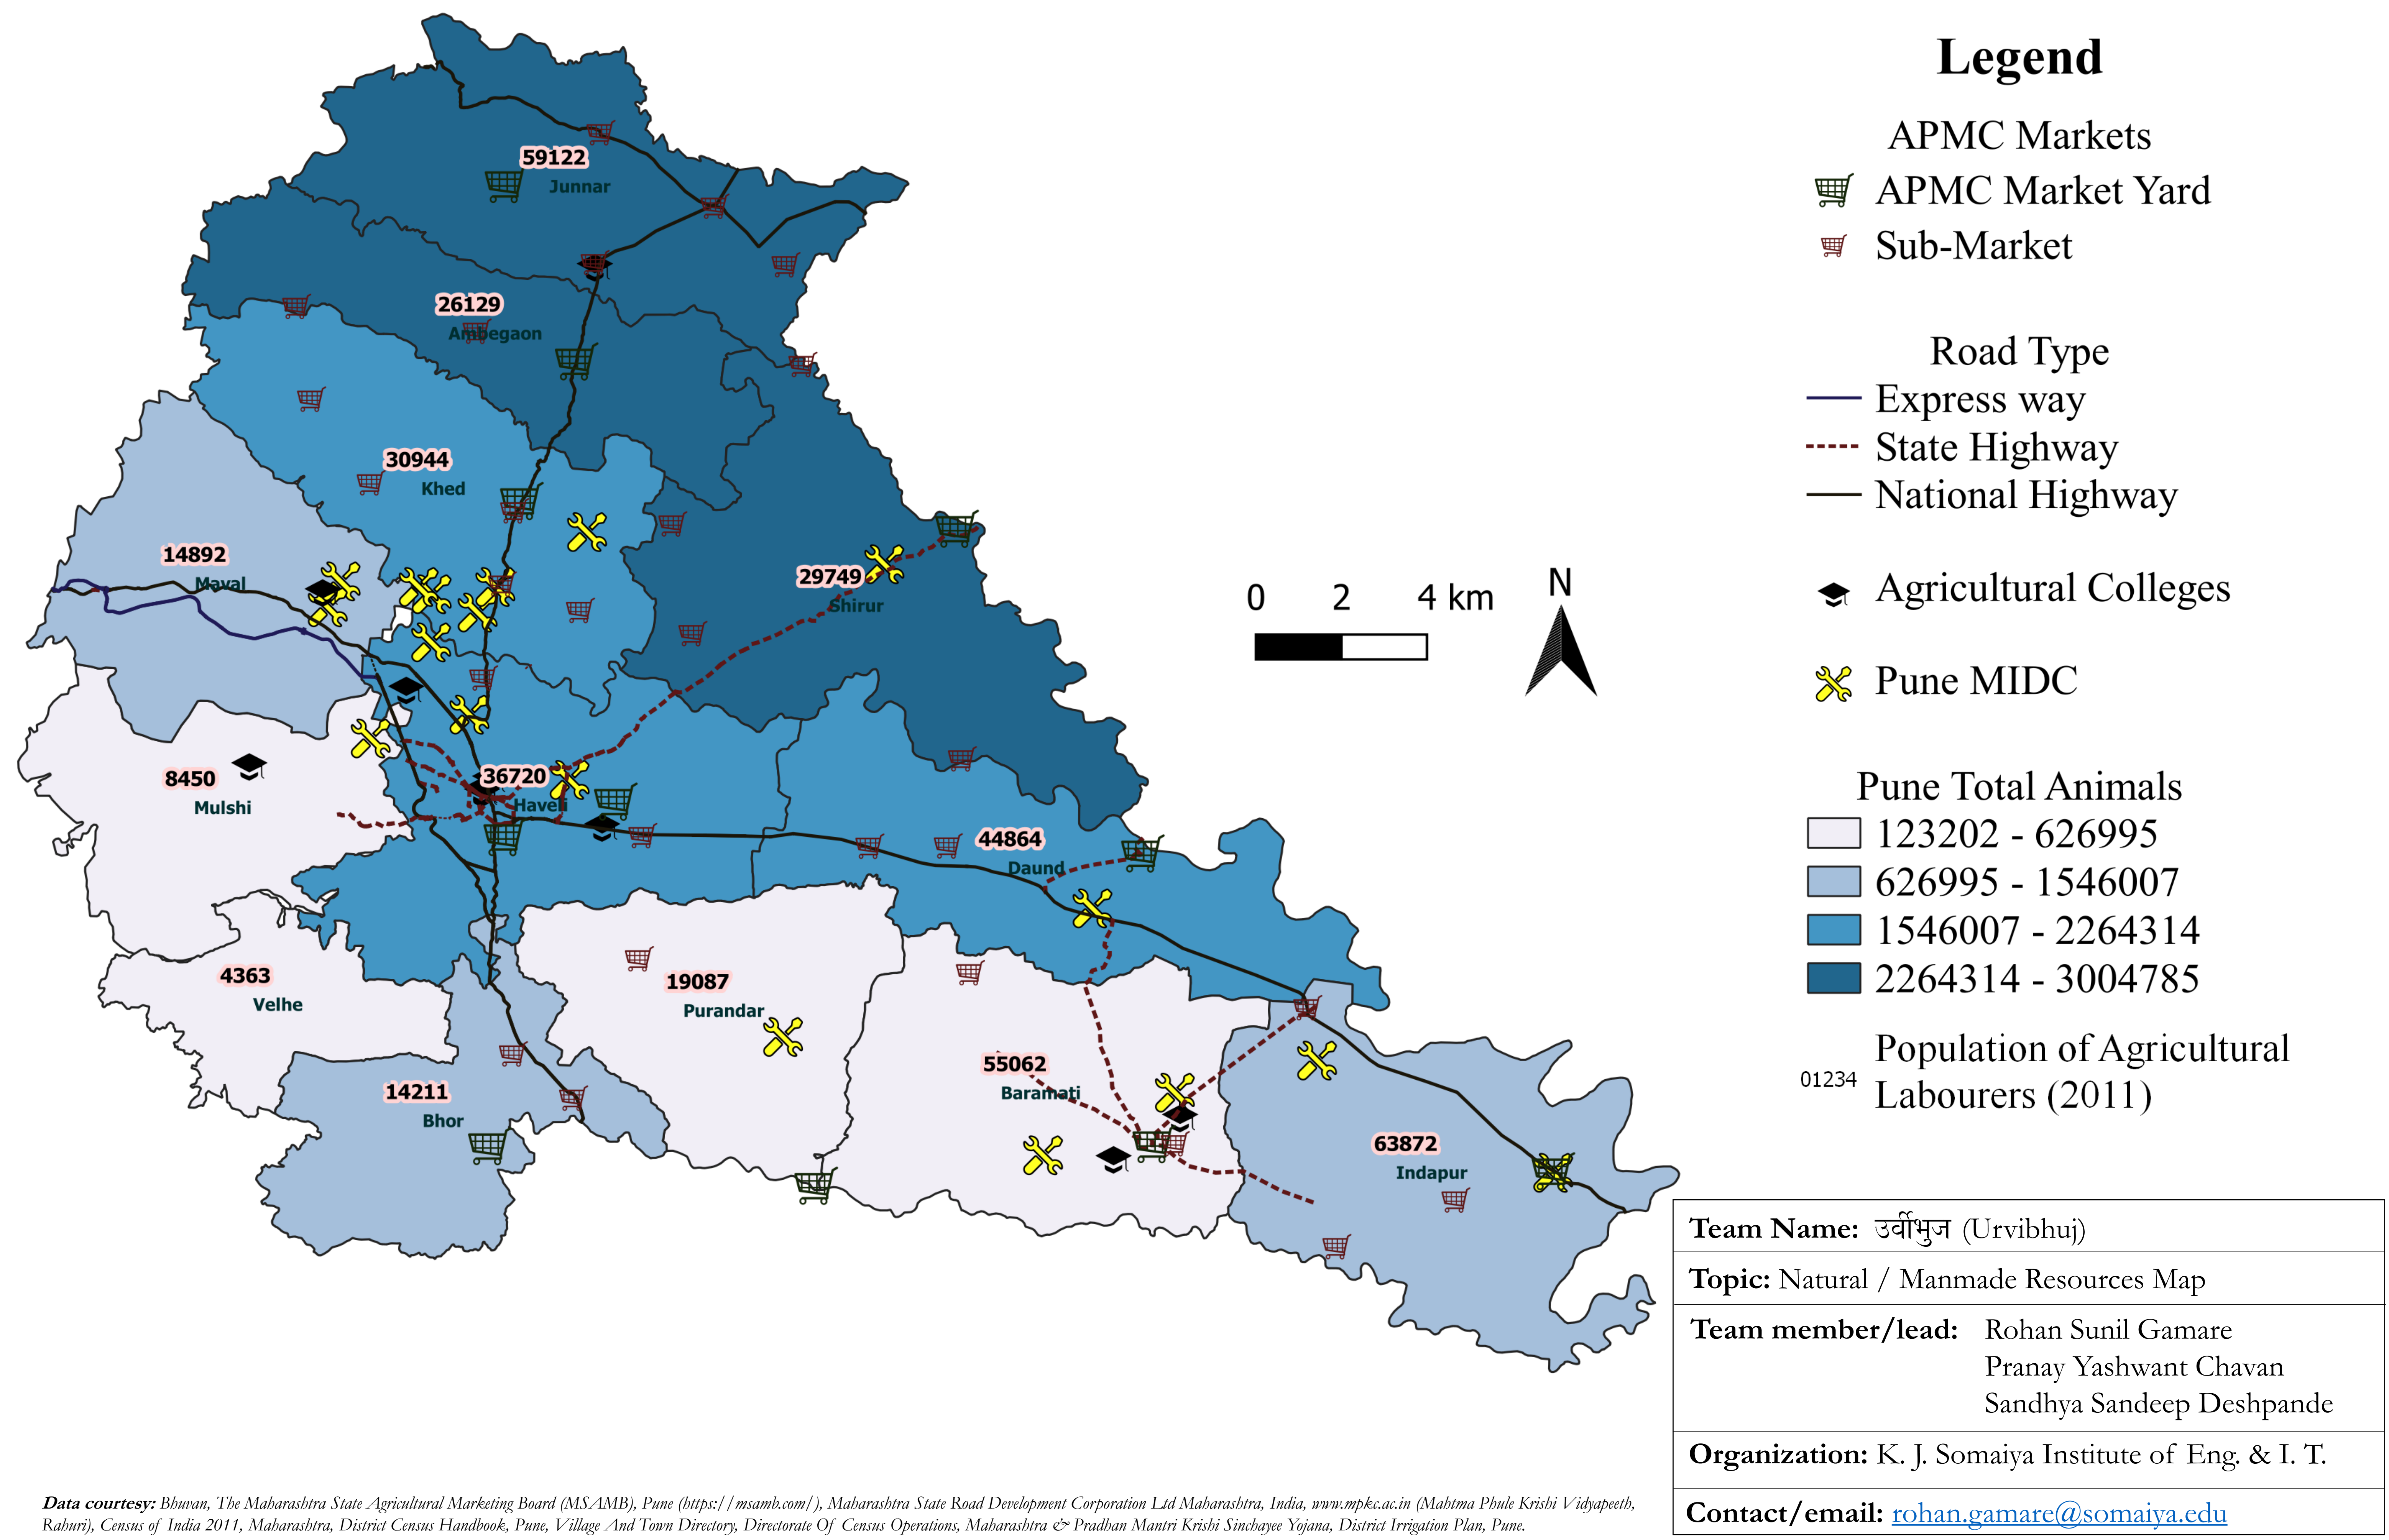 59122
Junnar
26129
Ambegaon
30944
Khed
14892
Maval
29749
Shirur
8450
Mulshi
36720
Haveli
44864
Daund
4363
Velhe
19087
Purandar
14211
Bhor
55062
Baramati
63872
Indapur
0 2 4 km
N
Legend
APMC Markets
APMC Market Yard
Sub-Market
Road Type
Express way
State Highway
National Highway
Agricultural Colleges
Pune MIDC
Pune Total Animals
123202 - 626995
626995 - 1546007
1546007 - 2264314
2264314 - 3004785
01234 Population of Agricultural
Labourers (2011)
Team Name: उर्वीभुज (Urvibhuj)
Topic: Natural / Manmade Resources Map
Team member/lead: Rohan Sunil Gamare
Pranay Yashwant Chavan
Sandhya Sandeep Deshpande
Organization: K. J. Somaiya Institute of Eng. & I. T.
Contact/email: rohan.gamare@somaiya.edu
Data courtesy: Bhuvan, The Maharashtra State Agricultural Marketing Board (MSAMB), Pune (https://msamb.com/), Maharashtra State Road Development Corporation Ltd Maharashtra, India, www.mpkc.ac.in (Mahtma Phule Krishi Vidyapeeth,
Rahuri), Census of India 2011, Maharashtra, District Census Handbook, Pune, Village And Town Directory, Directorate Of Census Operations, Maharashtra & Pradhan Mantri Krishi Sinchayee Yojana, District Irrigation Plan, Pune.